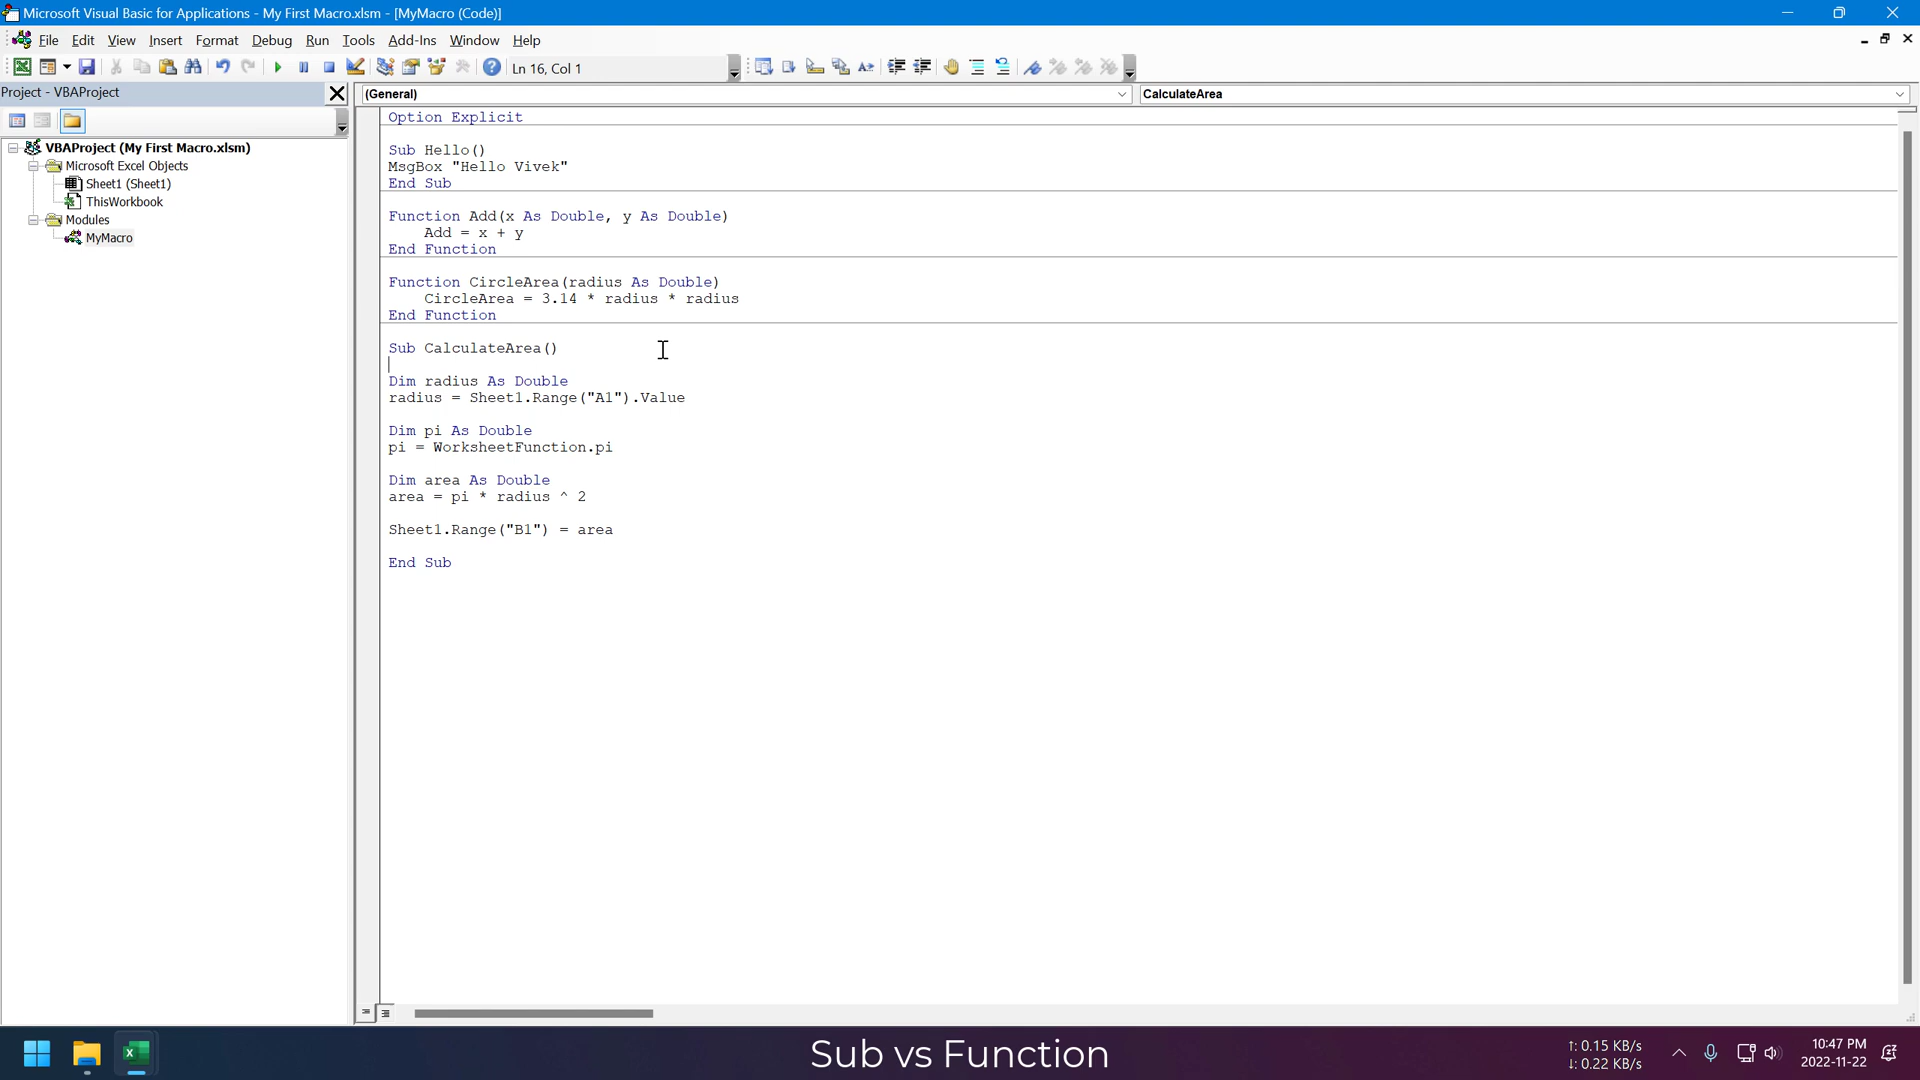 Microsoft Visual Basic for Applications - My First Macro.xlsm - [MyMacro (Code)]
File Edit View Insert Format Debug Run Tools Add-Ins Window Help
Ln 16, Col 1
Project - VBAProject
(General)
CalculateArea
VBAProject (My First Macro.xlsm)
Microsoft Excel Objects
Sheet1 (Sheet1)
ThisWorkbook
Modules
MyMacro
Option Explicit
Sub Hello()
MsgBox "Hello Vivek"
End Sub
Function Add(x As Double, y As Double)
Add = x + y
End Function
Function CircleArea(radius As Double)
CircleArea = 3.14 * radius * radius
End Function
Sub CalculateArea()
Dim radius As Double
radius = Sheet1.Range("A1").Value
Dim pi As Double
pi = WorksheetFunction.pi
Dim area As Double
area = pi * radius ^ 2
Sheet1.Range("B1") = area
End Sub
Sub vs Function
↑: 0.15 KB/s
↓: 0.22 KB/s
10:47 PM
2022-11-22